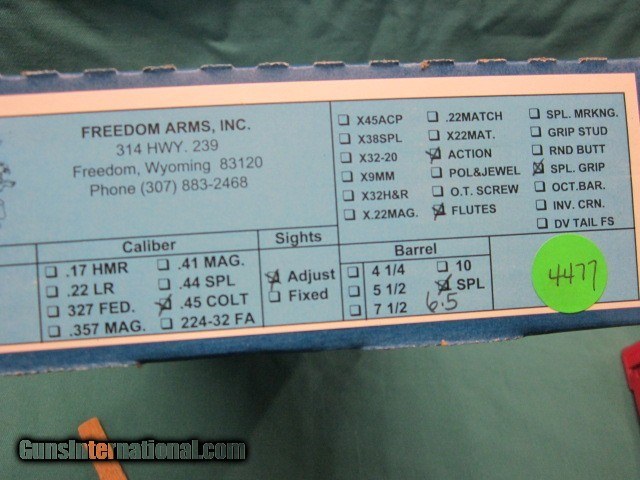 FREEDOM ARMS, INC.
314 HWY. 239
Freedom, Wyoming 83120
Phone (307) 883-2468
X45ACP
X38SPL
X32-20
X9MM
X32H&R
X.22MAG.
.22MATCH
X22MAT.
ACTION
POL&JEWEL
O.T. SCREW
FLUTES
SPL. MRKNG.
GRIP STUD
RND BUTT
SPL. GRIP
OCT.BAR.
INV. CRN.
DV TAIL FS
Caliber
.17 HMR
.22 LR
327 FED.
.357 MAG.
.41 MAG.
.44 SPL
.45 COLT
224-32 FA
Sights
Adjust
Fixed
Barrel
4 1/4
5 1/2
7 1/2
10
SPL
6.5
4477
GunsInternational.com